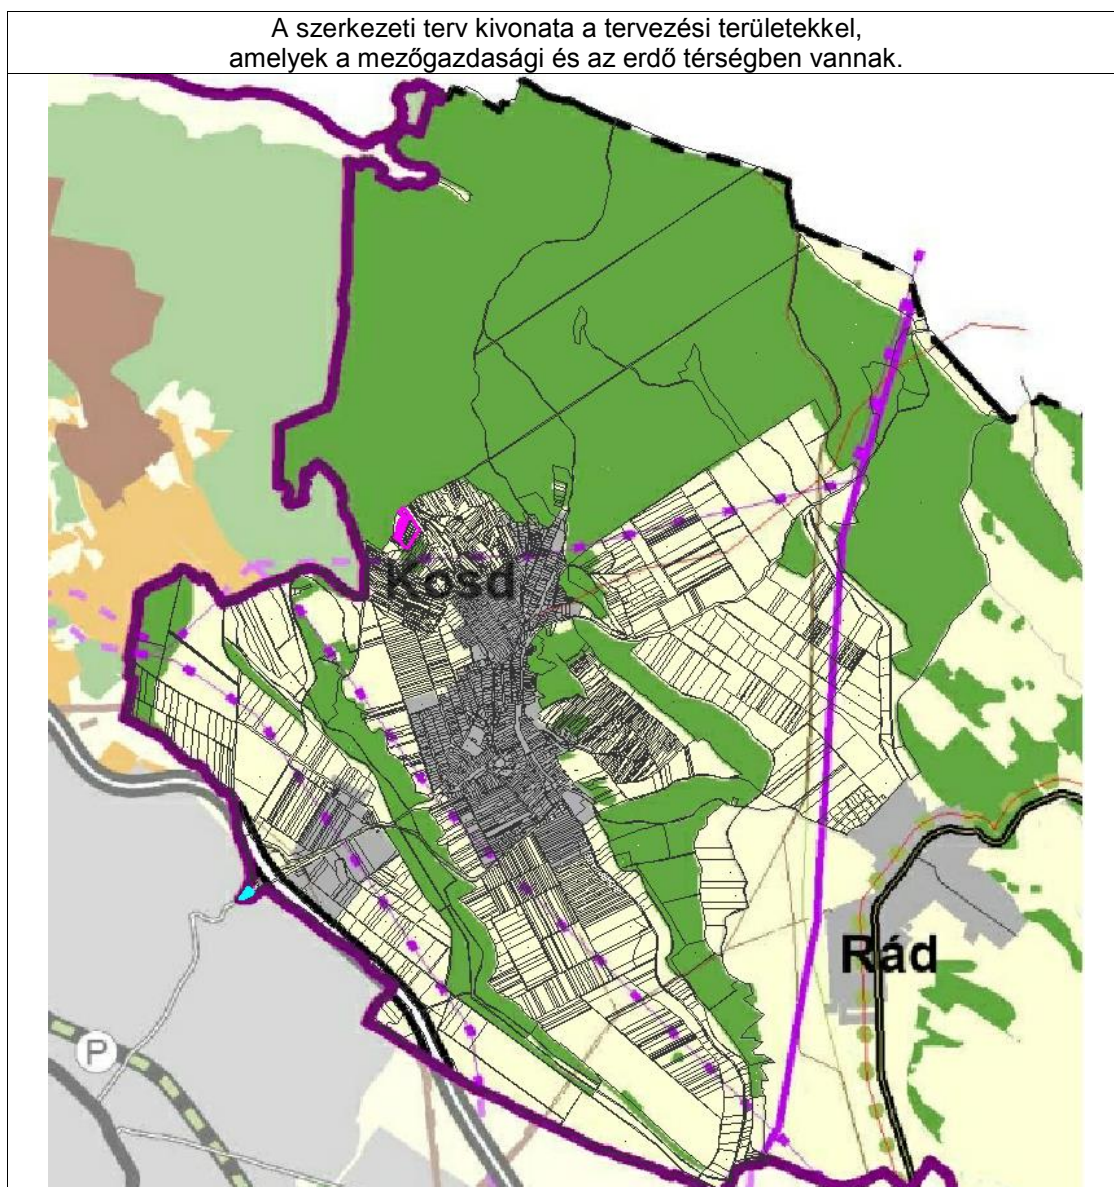 A szerkezeti terv kivonata a tervezési területekkel,
amelyek a mezőgazdasági és az erdő térségben vannak.
Kosd
Rád
P